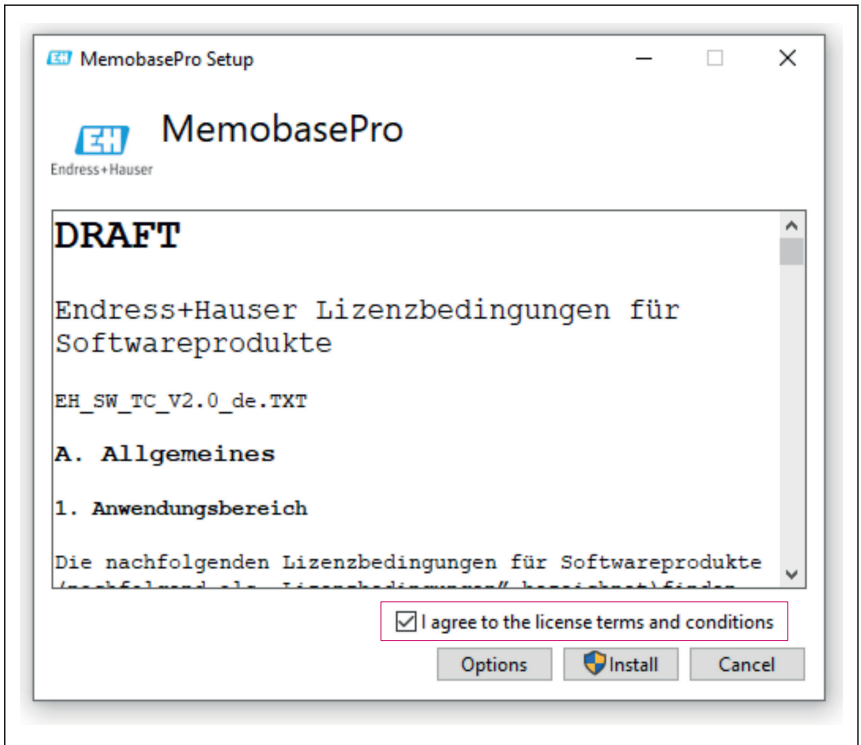 MemobasePro Setup
MemobasePro
EH
Endress+Hauser
DRAFT
Endress+Hauser Lizenzbedingungen für
Softwareprodukte
EH_SW_TC_V2.0_de.TXT
A. Allgemeines
1. Anwendungsbereich
Die nachfolgenden Lizenzbedingungen für Softwareprodukte
I agree to the license terms and conditions
Options
Install
Cancel